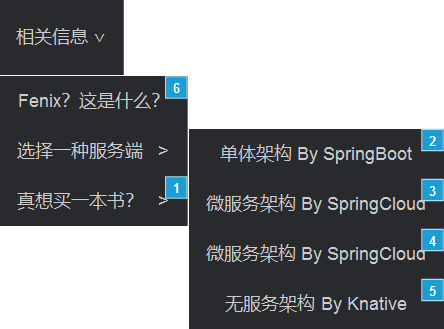 相关信息 ∨
Fenix？这是什么？ 6
选择一种服务端 >
真想买一本书？ > 1
单体架构 By SpringBoot 2
微服务架构 By SpringCloud 3
微服务架构 By SpringCloud 4
无服务架构 By Knative 5